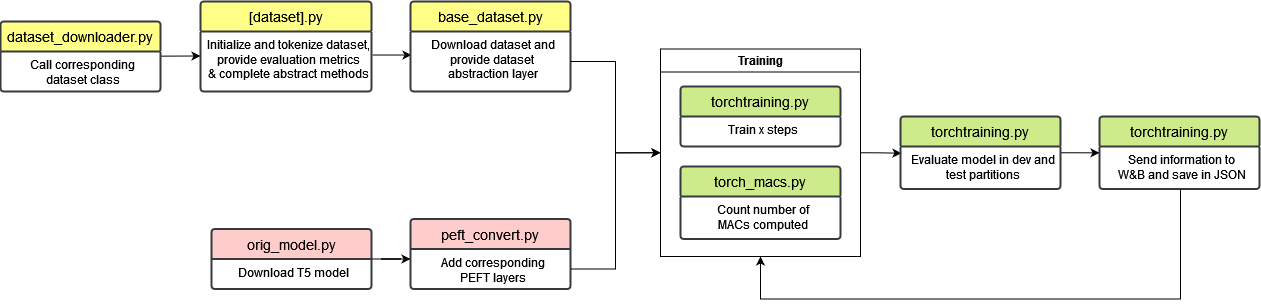 dataset_downloader.py
Call corresponding
dataset class
[dataset].py
Initialize and tokenize dataset,
provide evaluation metrics
& complete abstract methods
base_dataset.py
Download dataset and
provide dataset
abstraction layer
orig_model.py
Download T5 model
peft_convert.py
Add corresponding
PEFT layers
Training
torchtraining.py
Train x steps
torch_macs.py
Count number of
MACs computed
torchtraining.py
Evaluate model in dev and
test partitions
torchtraining.py
Send information to
W&B and save in JSON